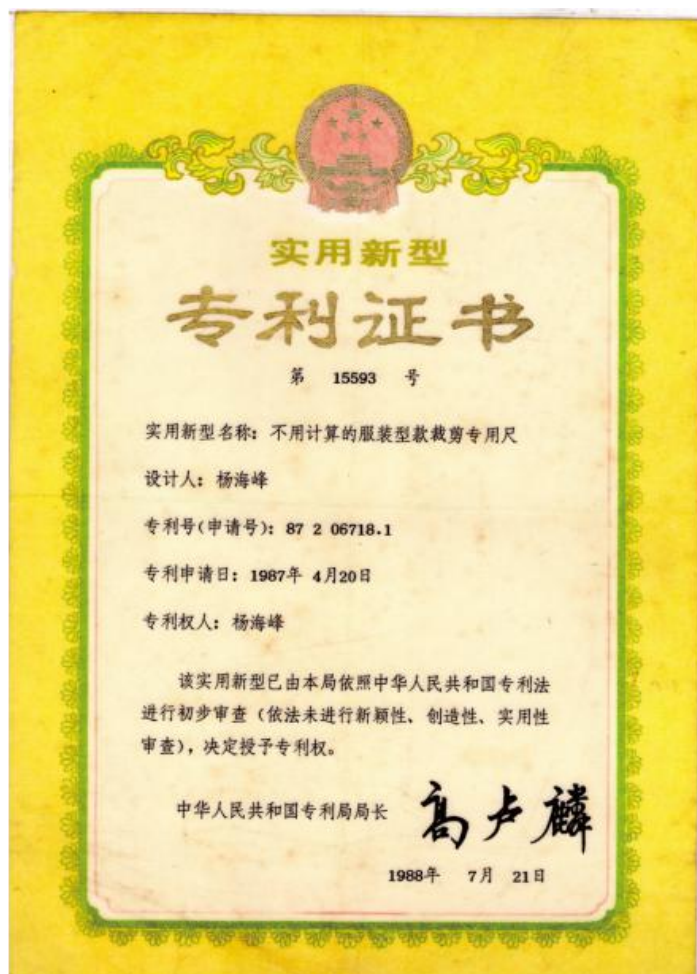 实用新型
专利证书
第 15593 号
实用新型名称：不用计算的服装型款裁剪专用尺
设计人：杨海峰
专利号(申请号)：87 2 06718.1
专利申请日：1987年 4月20日
专利权人：杨海峰
该实用新型已由本局依照中华人民共和国专利法
进行初步审查（依法未进行新颖性、创造性、实用性
审查），决定授予专利权。
中华人民共和国专利局局长 高卢麟
1988年 7月 21日